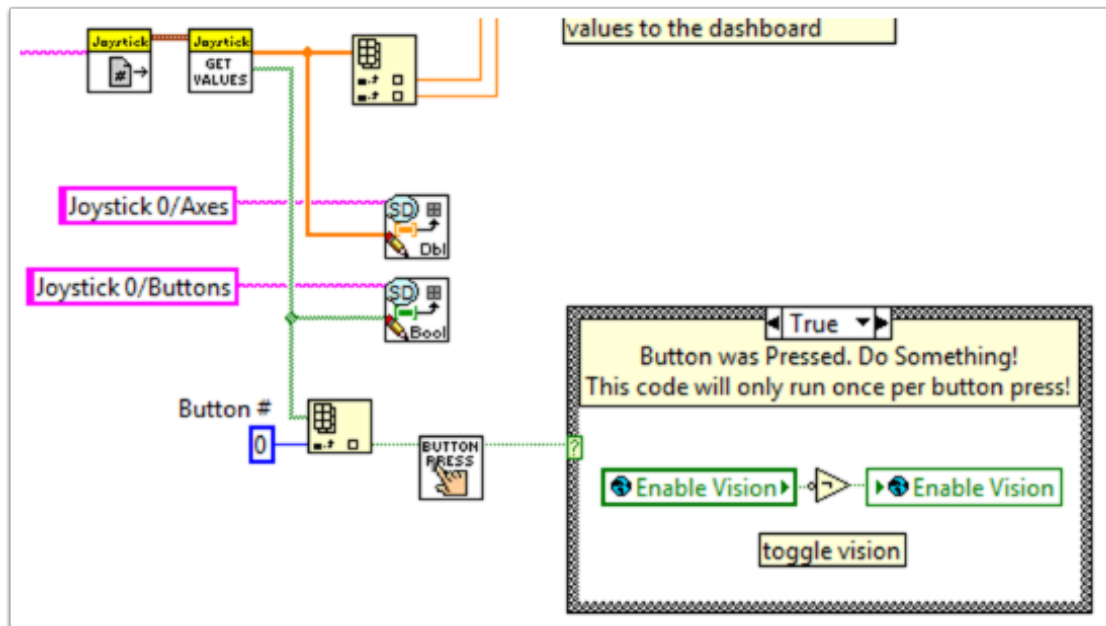 values to the dashboard
Joystick
Joystick
#
GET
VALUES
Joystick 0/Axes
SD
Dbl
Joystick 0/Buttons
SD
Bool
True
Button was Pressed. Do Something!
This code will only run once per button press!
Button #
0
BUTTON
PRESS
?
Enable Vision
Enable Vision
toggle vision